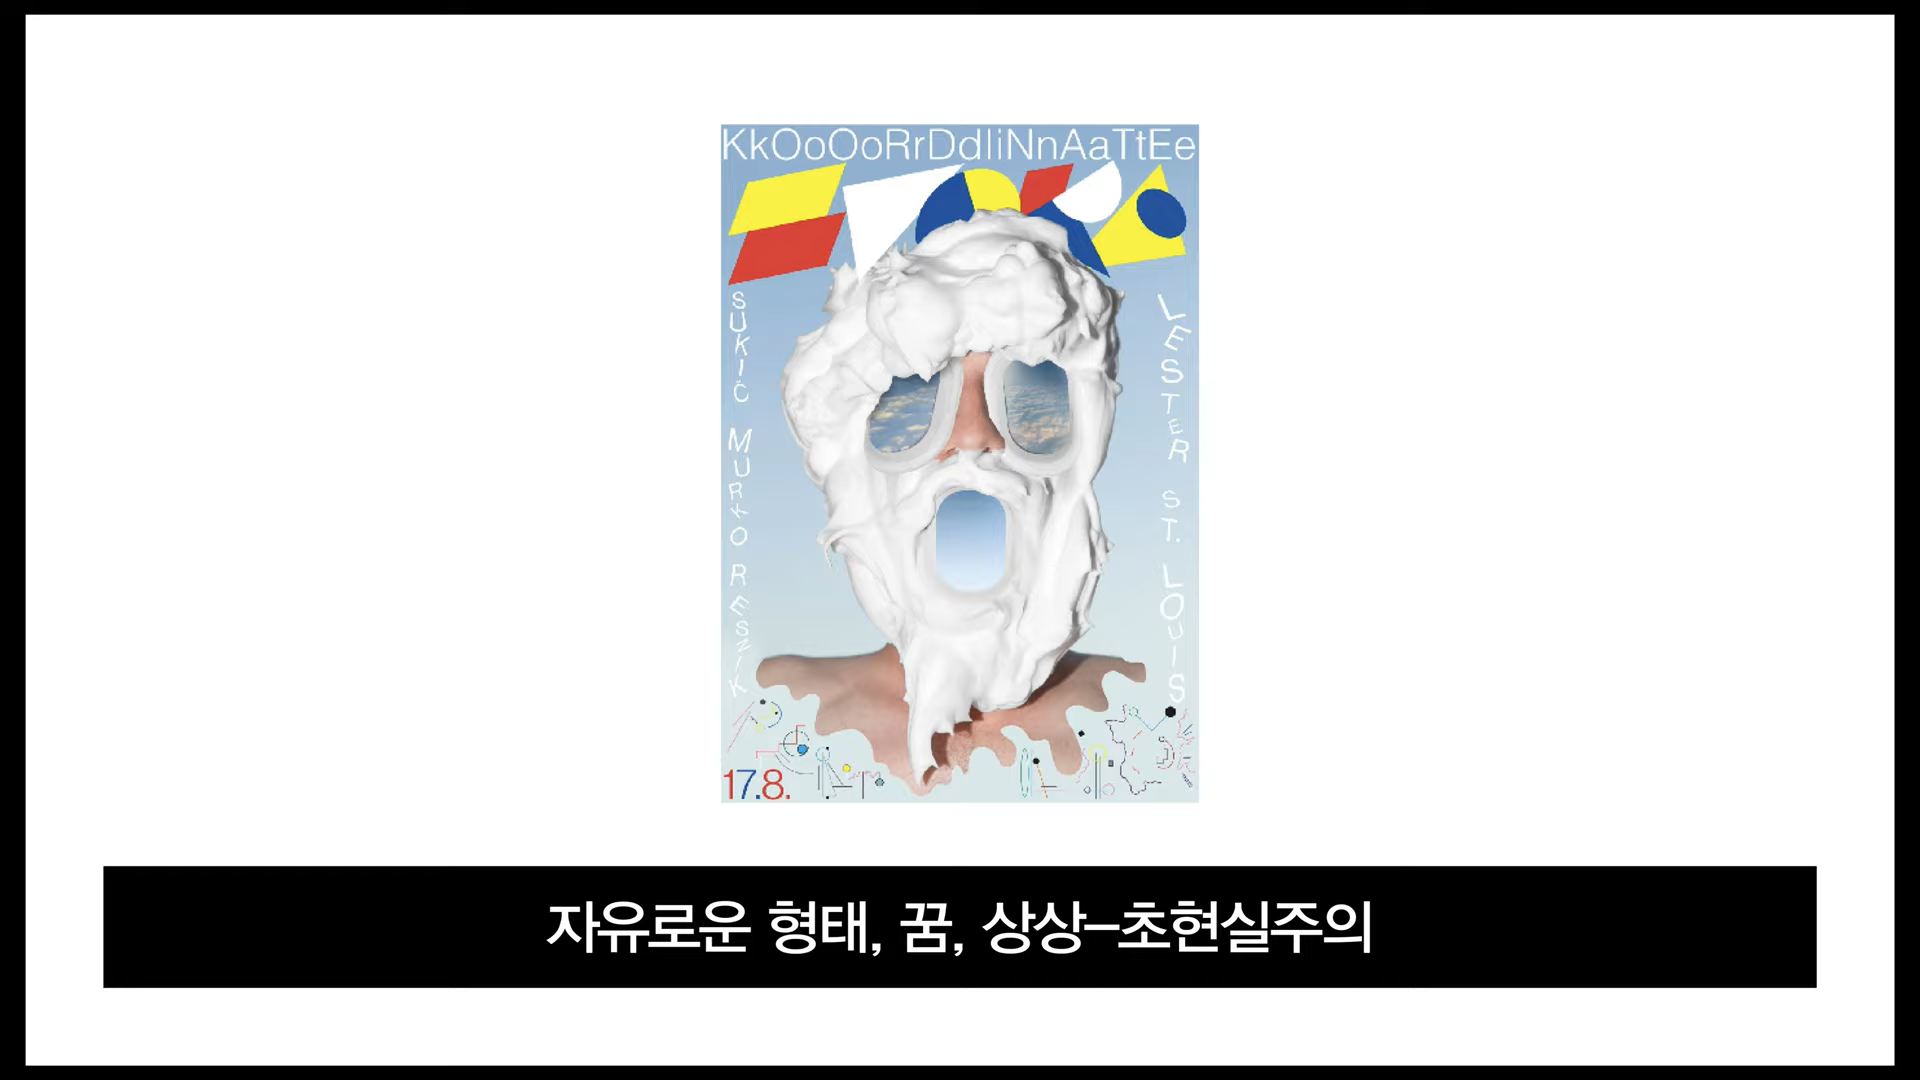 KkOoOoRrDdIiNnAaTtEe
SUKIČ MURKO RESZIK
LESTER ST. LOUIS
17.8.
자유로운 형태, 꿈, 상상–초현실주의